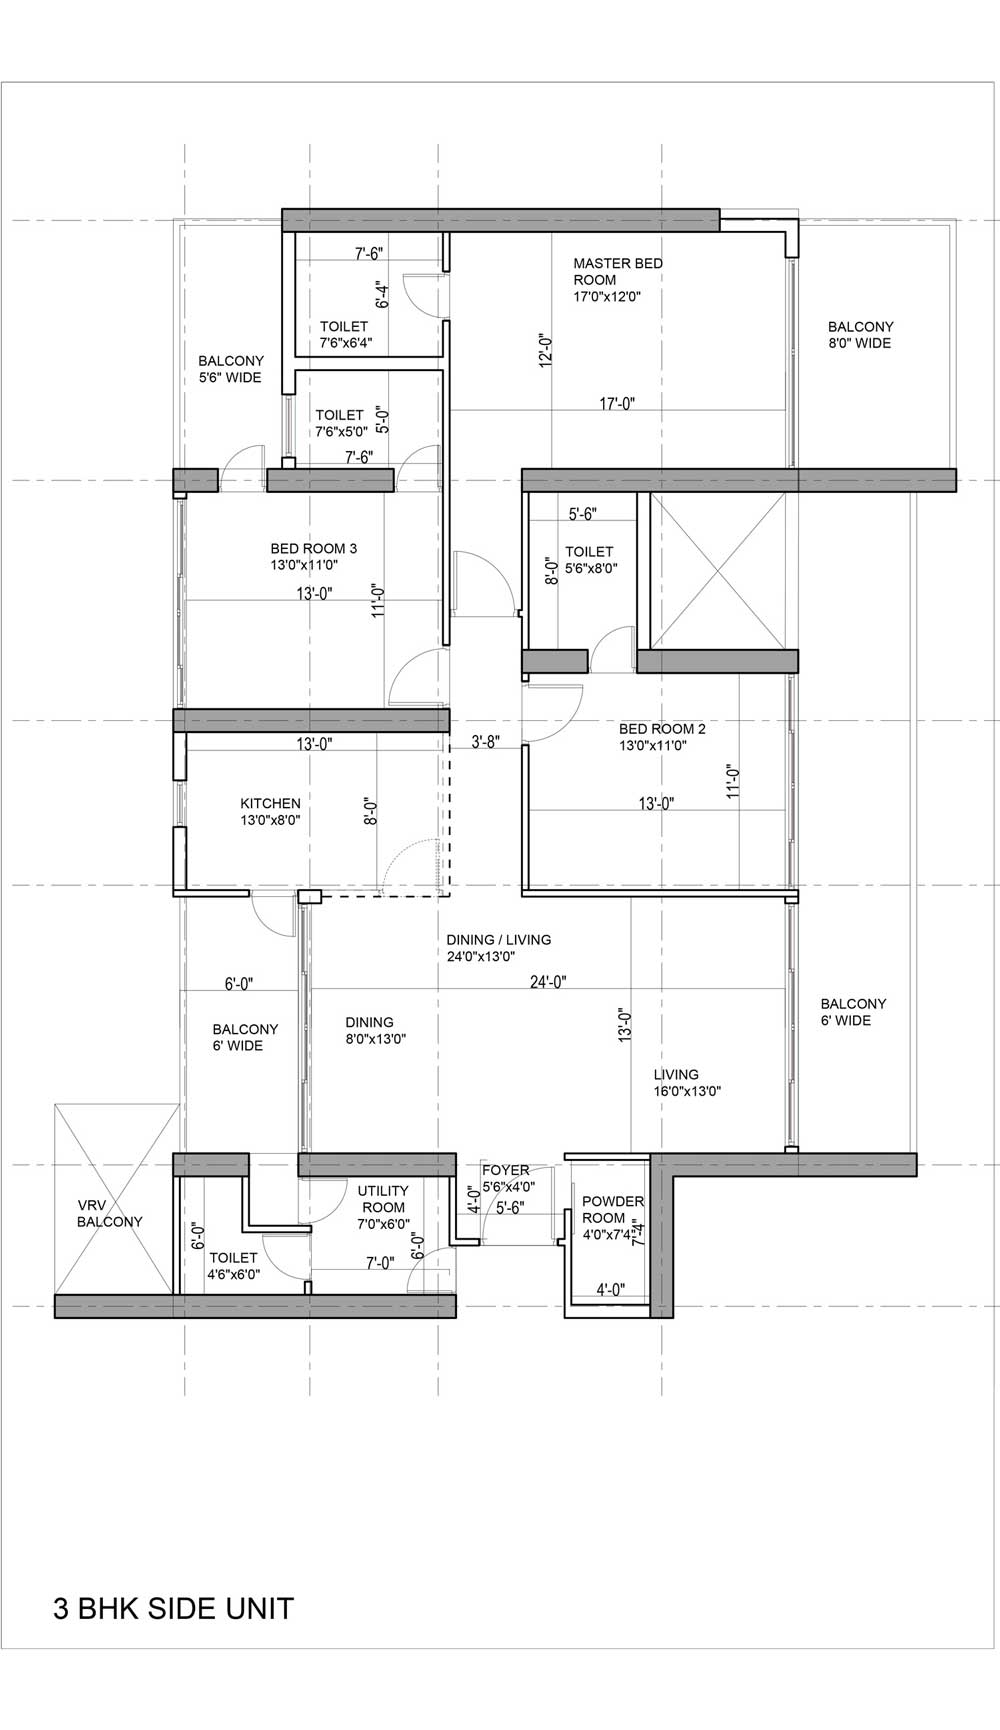 7'-6"
6'-4"
TOILET
7'6"x6'4"
MASTER BED
ROOM
17'0"x12'0"
12'-0"
17'-0"
BALCONY
8'0" WIDE
BALCONY
5'6" WIDE
TOILET
7'6"x5'0"
5'-0"
7'-6"
BED ROOM 3
13'0"x11'0"
13'-0"
11'-0"
5'-6"
TOILET
5'6"x8'0"
8'-0"
BED ROOM 2
13'0"x11'0"
11'-0"
13'-0"
3'-8"
13'-0"
KITCHEN
13'0"x8'0"
8'-0"
DINING / LIVING
24'0"x13'0"
24'-0"
13'-0"
6'-0"
BALCONY
6' WIDE
DINING
8'0"x13'0"
LIVING
16'0"x13'0"
BALCONY
6' WIDE
VRV
BALCONY
6'-0"
TOILET
4'6"x6'0"
UTILITY
ROOM
7'0"x6'0"
6'-0"
7'-0"
FOYER
5'6"x4'0"
4'-0"
5'-6"
POWDER
ROOM
4'0"x7'4"
7'-4"
4'-0"
3 BHK SIDE UNIT